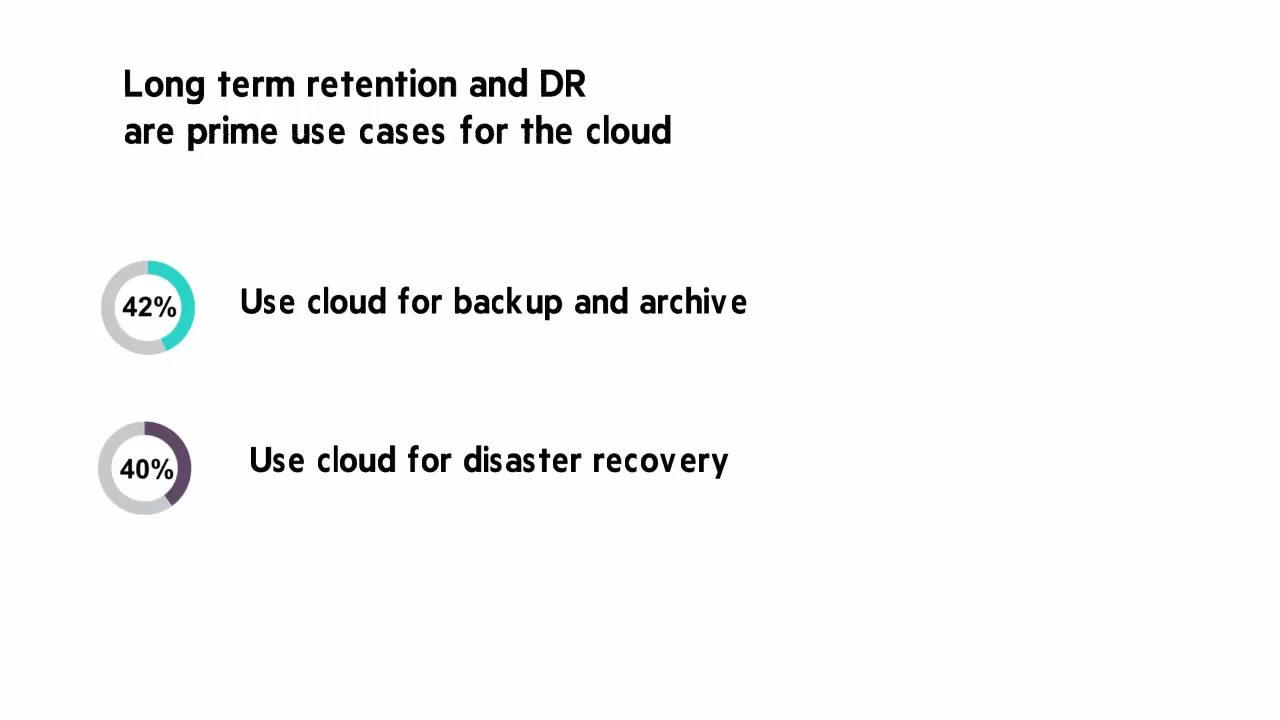 Long term retention and DR
are prime use cases for the cloud
42%
Use cloud for backup and archive
40%
Use cloud for disaster recovery